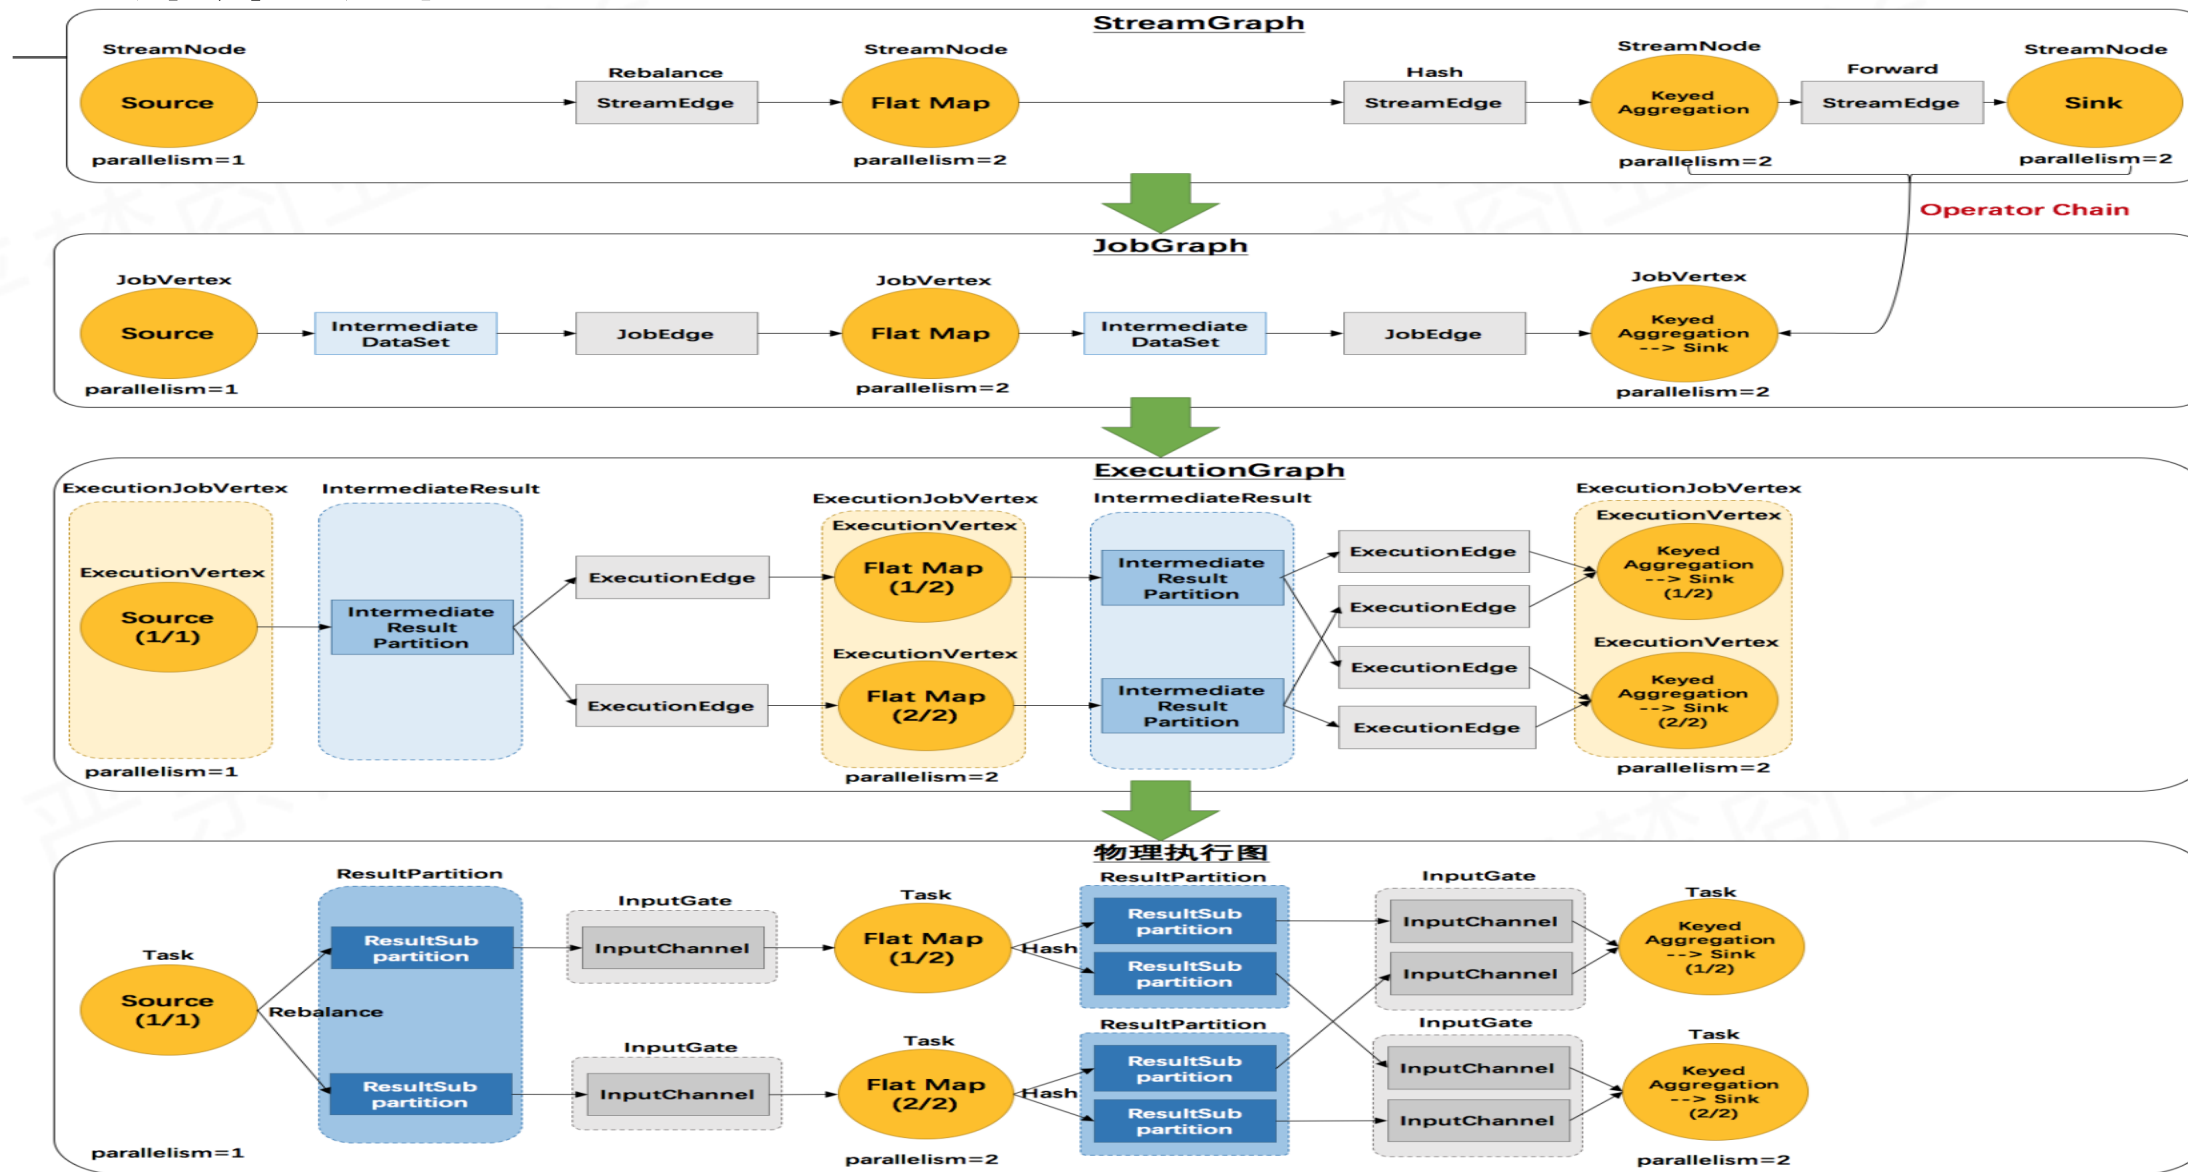 StreamGraph
StreamNode
StreamNode
StreamNode
StreamNode
Rebalance
Hash
Forward
Source
StreamEdge
Flat Map
StreamEdge
Keyed
Aggregation
StreamEdge
Sink
parallelism=1
parallelism=2
parallelism=2
parallelism=2
Operator Chain
JobGraph
JobVertex
JobVertex
JobVertex
Source
Intermediate
DataSet
JobEdge
Flat Map
Intermediate
DataSet
JobEdge
Keyed
Aggregation
--> Sink
parallelism=1
parallelism=2
parallelism=2
ExecutionGraph
ExecutionJobVertex
IntermediateResult
ExecutionJobVertex
IntermediateResult
ExecutionJobVertex
ExecutionVertex
Source
(1/1)
Intermediate
Result
Partition
ExecutionEdge
ExecutionEdge
ExecutionVertex
Flat Map
(1/2)
ExecutionVertex
Flat Map
(2/2)
Intermediate
Result
Partition
Intermediate
Result
Partition
ExecutionEdge
ExecutionEdge
ExecutionEdge
ExecutionEdge
ExecutionVertex
Keyed
Aggregation
--> Sink
(1/2)
ExecutionVertex
Keyed
Aggregation
--> Sink
(2/2)
parallelism=1
parallelism=2
parallelism=2
物理执行图
Task
Source
(1/1)
Rebalance
ResultPartition
ResultSub
partition
ResultSub
partition
InputGate
InputChannel
InputGate
InputChannel
Task
Flat Map
(1/2)
Hash
Task
Flat Map
(2/2)
Hash
ResultPartition
ResultSub
partition
ResultSub
partition
ResultPartition
ResultSub
partition
ResultSub
partition
InputGate
InputChannel
InputChannel
InputGate
InputChannel
InputChannel
Task
Keyed
Aggregation
--> Sink
(1/2)
Task
Keyed
Aggregation
--> Sink
(2/2)
parallelism=1
parallelism=2
parallelism=2